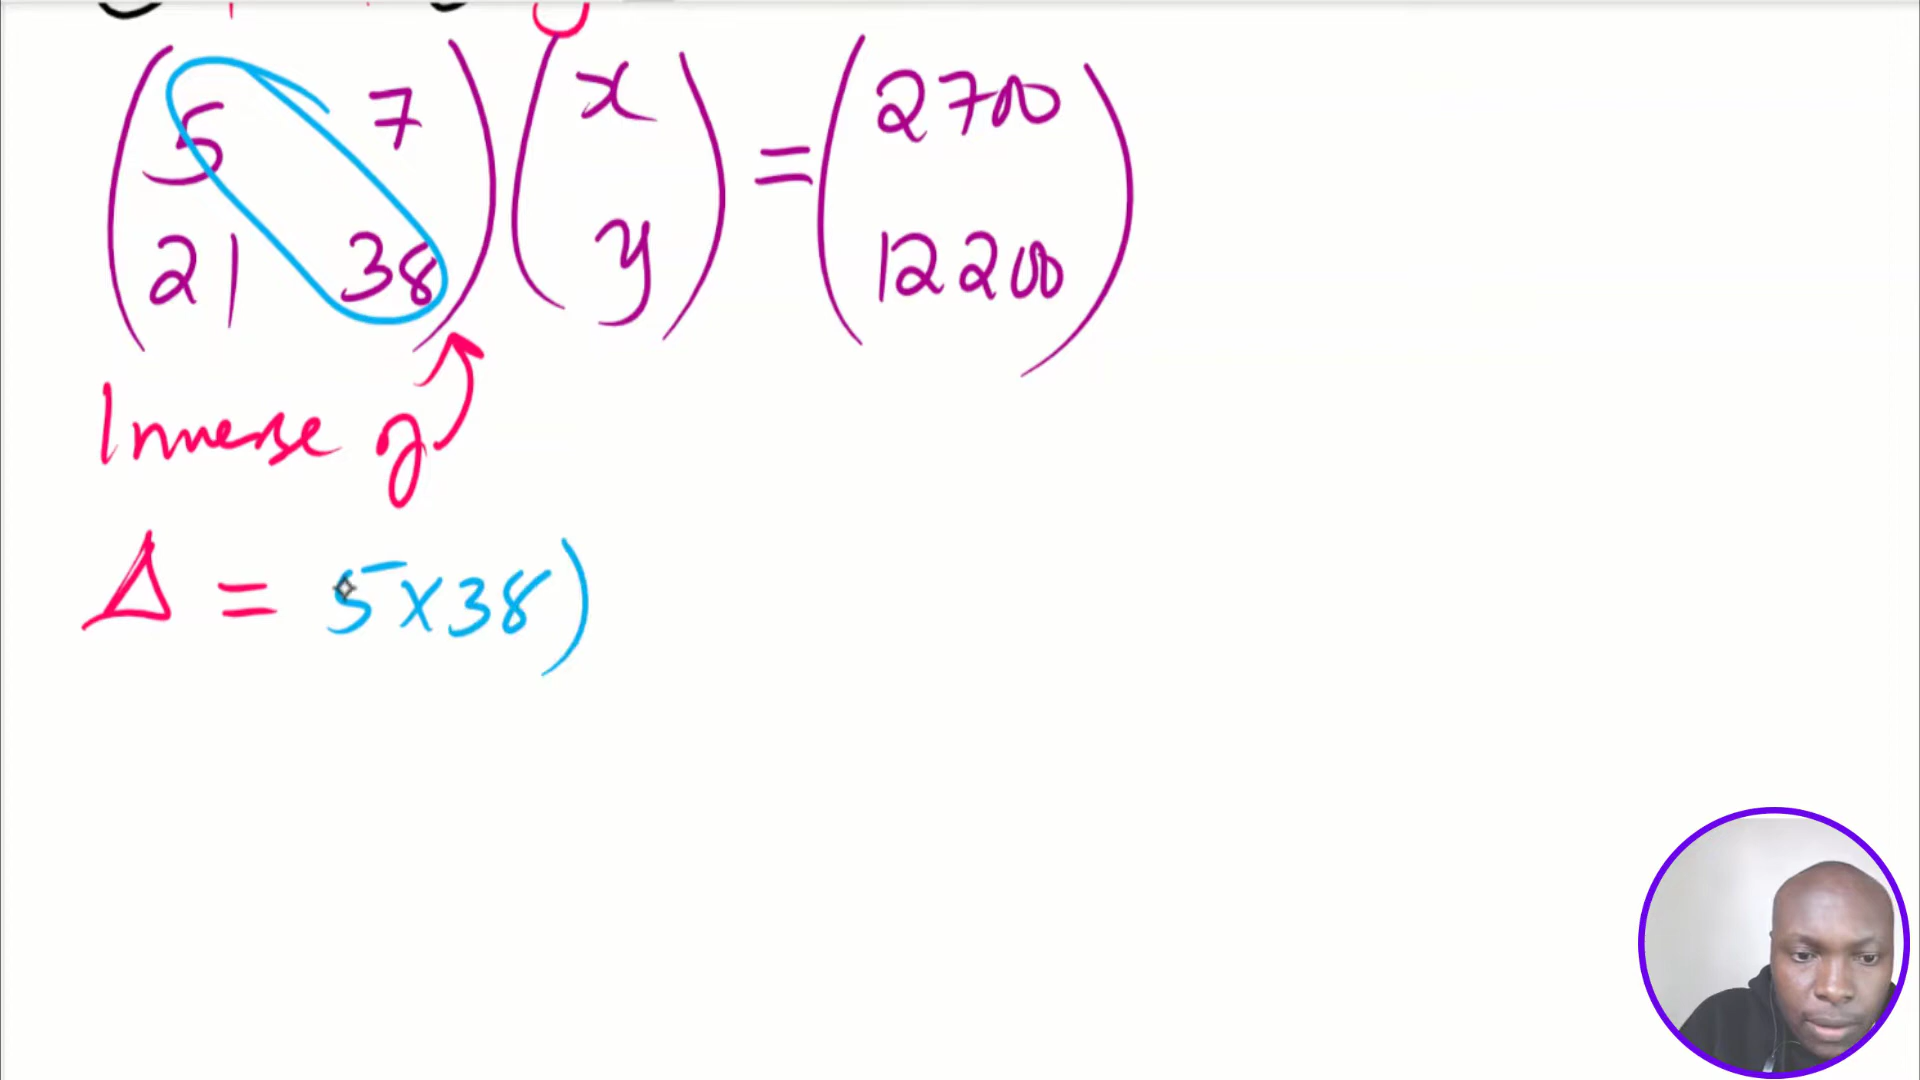 5 7 x = 2700
21 38 y 12200
Inverse of
Δ = 5x38)